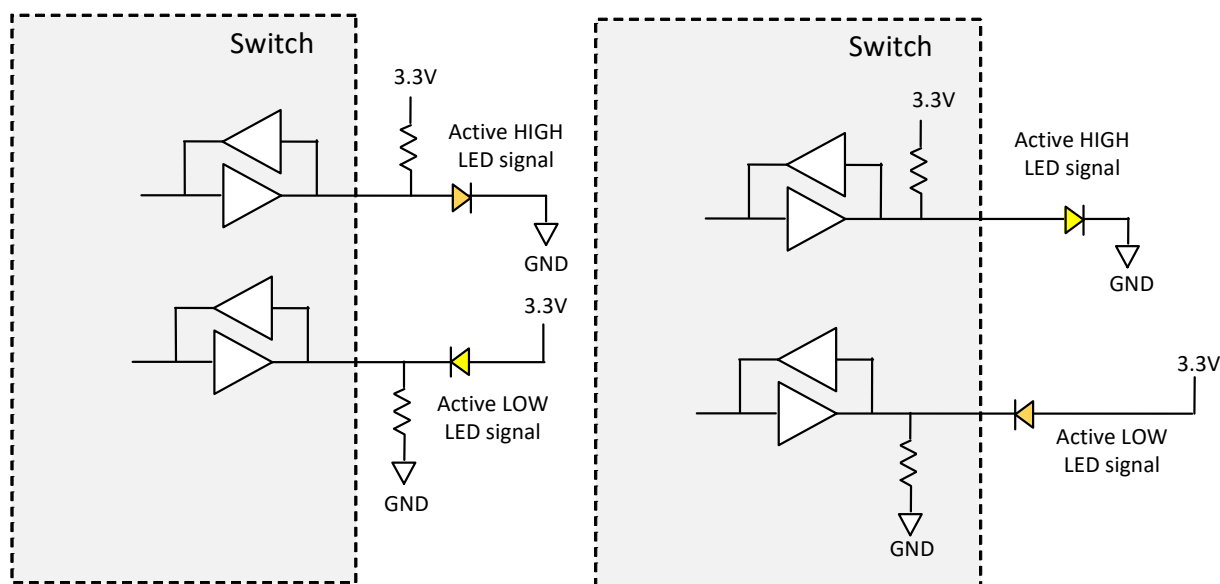 Switch
3.3V
Active HIGH
LED signal
GND
3.3V
Active LOW
LED signal
GND
Switch
3.3V
Active HIGH
LED signal
GND
3.3V
Active LOW
LED signal
GND